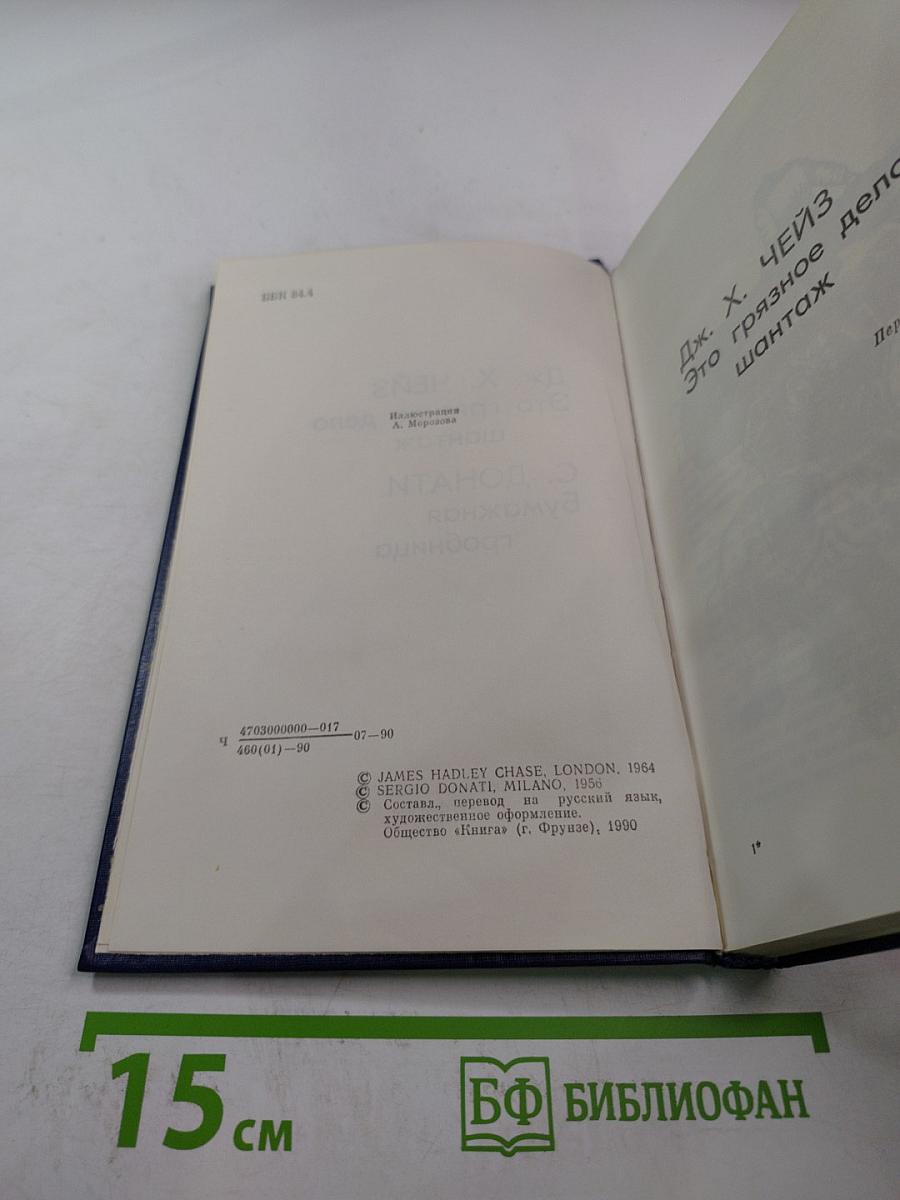 ББК 84.4
Иллюстрация
А. Морозова
Ч 4703000000—017
460(01)—90
—07—90
© JAMES HADLEY CHASE, LONDON, 1964
© SERGIO DONATI, MILANO, 1956
© Составл., перевод на русский язык,
художественное оформление.
Общество «Книга» (г. Фрунзе), 1990
Дж. Х. ЧЕЙЗ
Это грязное дело
шантаж
Пер
1*
15 см
БФ БИБЛИОФАН